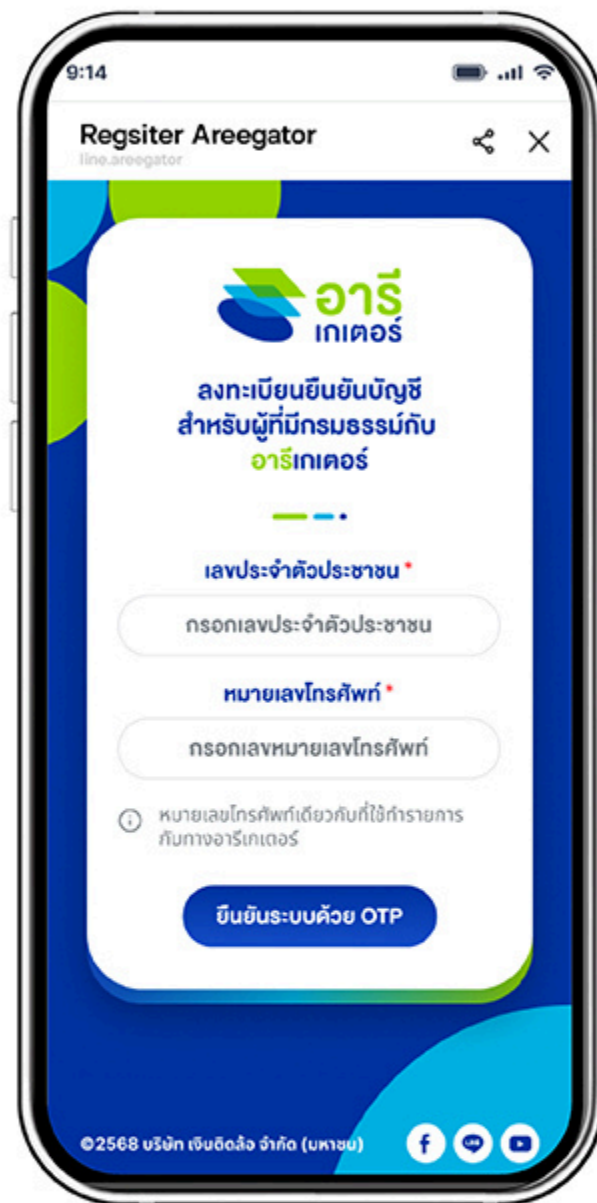 9:14
Regsiter Areegator
line.areegator
อารี
เกเตอร์
ลงทะเบียนยืนยันบัญชี
สำหรับผู้ที่มีกรมธรรม์กับ
อารีเกเตอร์
เลขประจำตัวประชาชน *
กรอกเลขประจำตัวประชาชน
หมายเลขโทรศัพท์ *
กรอกเลขหมายเลขโทรศัพท์
หมายเลขโทรศัพท์เดียวกับที่ใช้ทำรายการ
กับทางอารีเกเตอร์
ยืนยันระบบด้วย OTP
©2568 บริษัท เงินติดล้อ จำกัด (มหาชน)